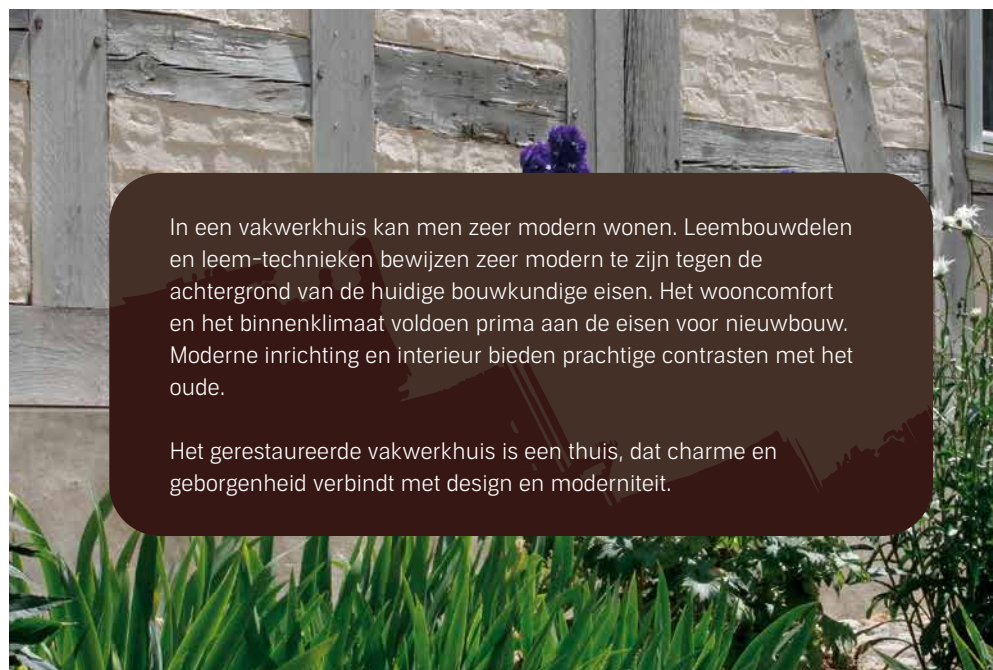 In een vakwerkhuis kan men zeer modern wonen. Leembouwdelen
en leem-technieken bewijzen zeer modern te zijn tegen de
achtergrond van de huidige bouwkundige eisen. Het wooncomfort
en het binnenklimaat voldoen prima aan de eisen voor nieuwbouw.
Moderne inrichting en interieur bieden prachtige contrasten met het
oude.

Het gerestaureerde vakwerkhuis is een thuis, dat charme en
geborgenheid verbindt met design en moderniteit.